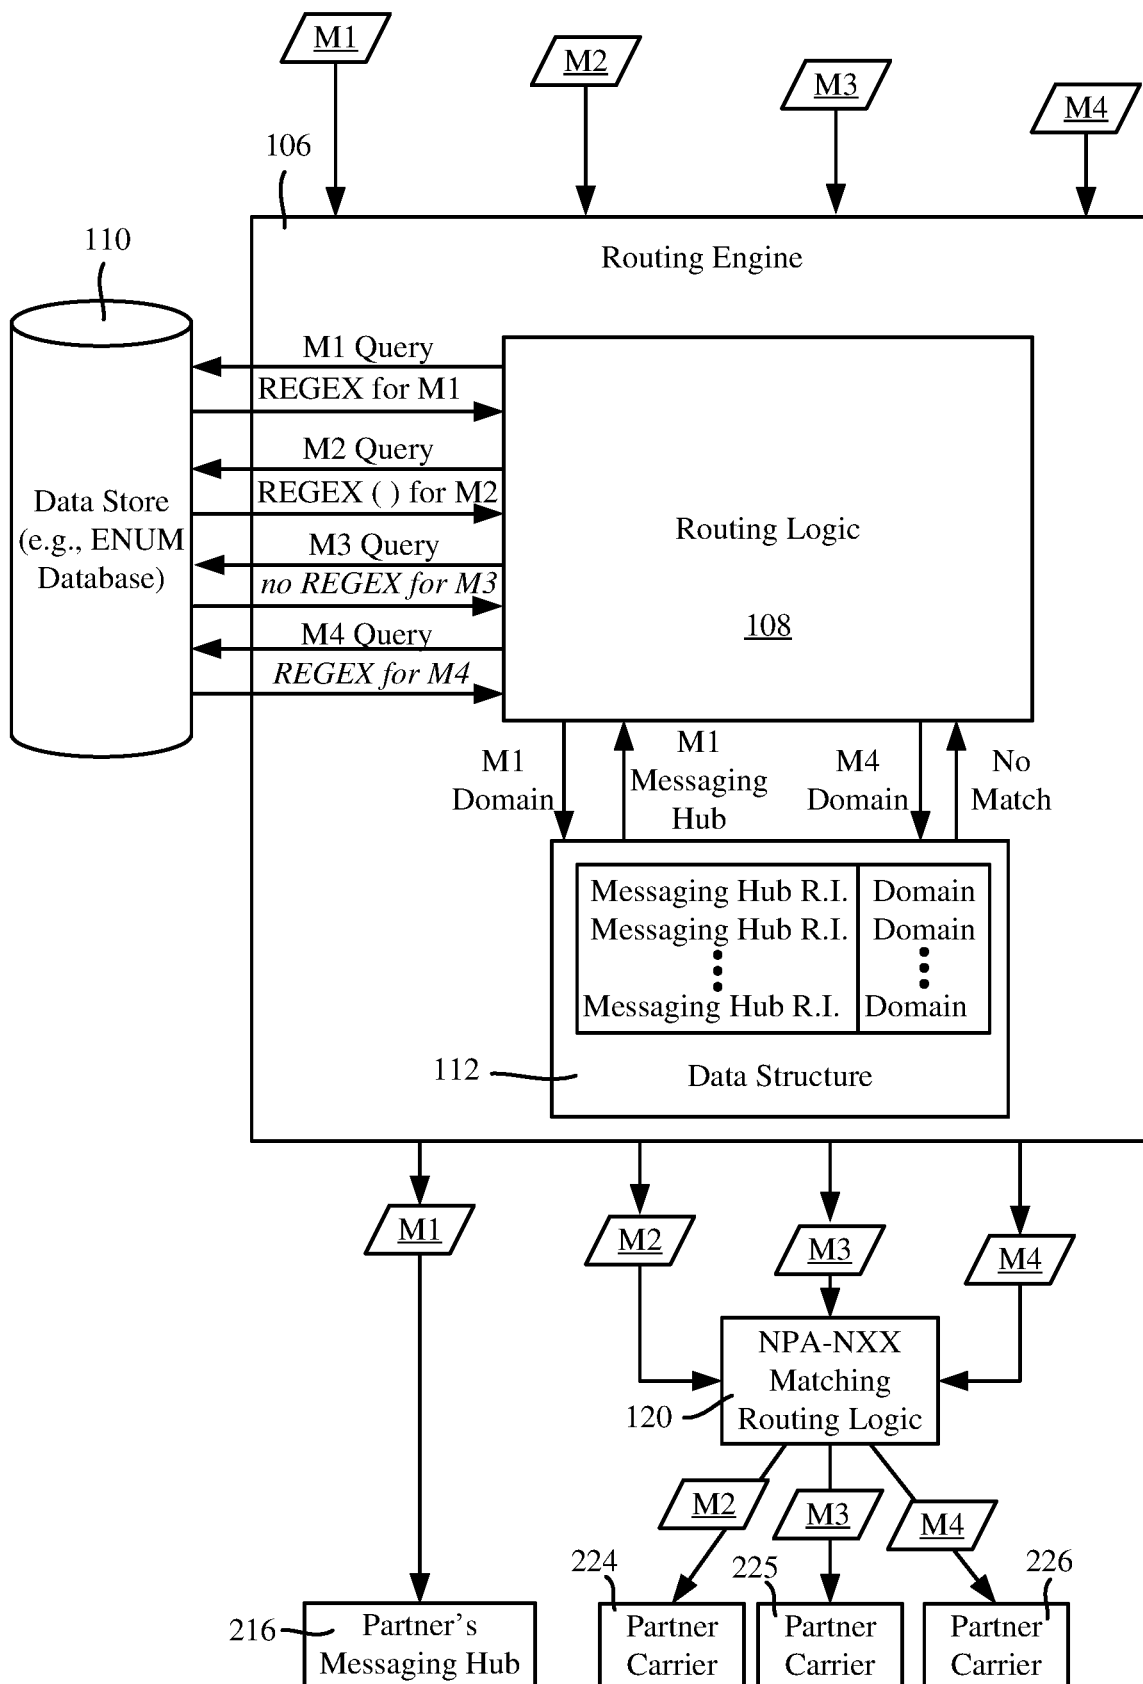 M1
M2
M3
M4
106
110
Routing Engine
M1 Query
REGEX for M1
M2 Query
REGEX ( ) for M2
M3 Query
no REGEX for M3
M4 Query
REGEX for M4
Data Store
(e.g., ENUM
Database)
Routing Logic
108
M1
Domain
M1
Messaging
Hub
M4
Domain
No
Match
Messaging Hub R.I. Domain
Messaging Hub R.I. Domain
Messaging Hub R.I. Domain
112
Data Structure
M1
M2
M3
M4
NPA-NXX
Matching
Routing Logic
120
M2
M3
M4
224
225
226
216
Partner's
Messaging Hub
Partner
Carrier
Partner
Carrier
Partner
Carrier